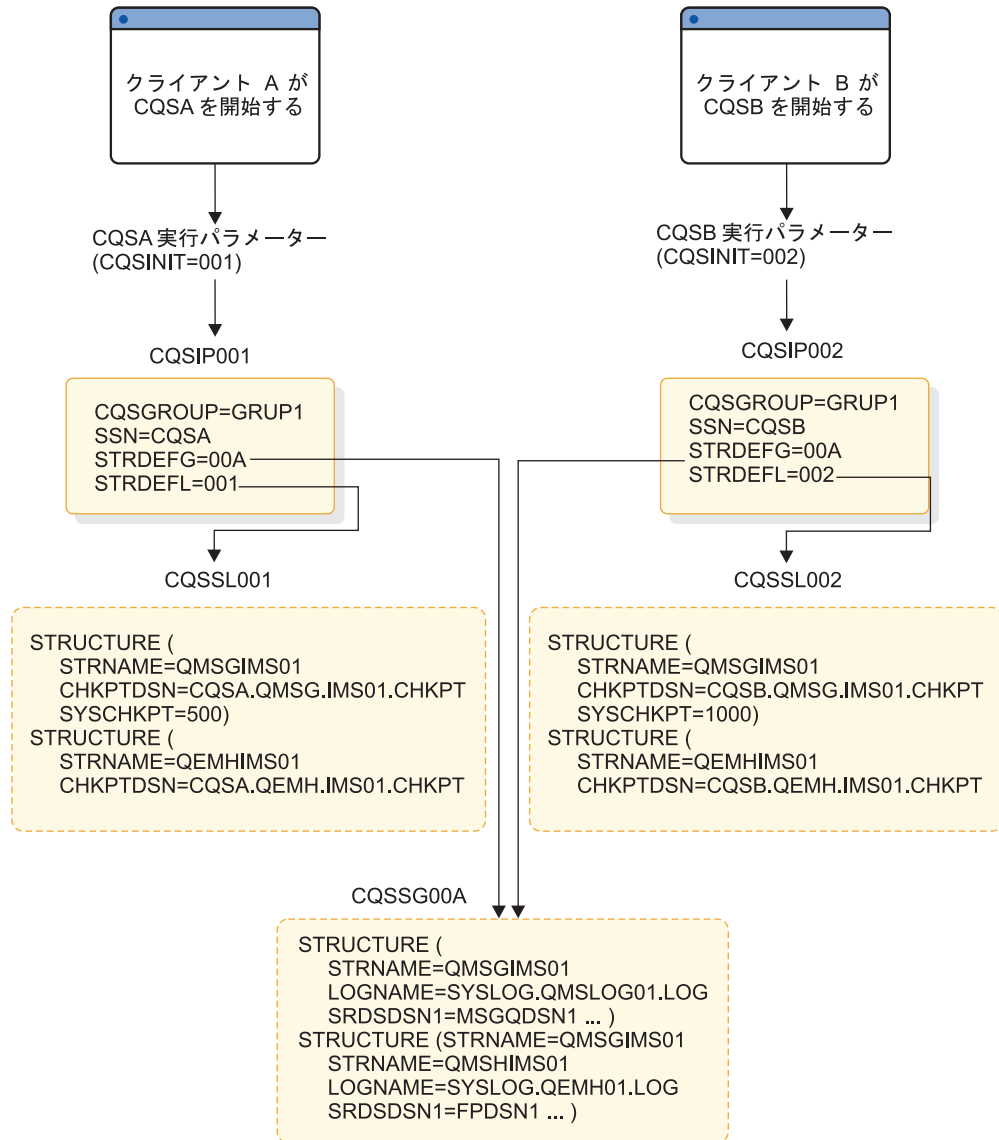 クライアント A が
CQSA を開始する
クライアント B が
CQSB を開始する
CQSA 実行パラメーター
(CQSINIT=001)
CQSB 実行パラメーター
(CQSINIT=002)
CQSIP001
CQSGROUP=GRUP1
SSN=CQSA
STRDEFG=00A
STRDEFL=001
CQSIP002
CQSGROUP=GRUP1
SSN=CQSB
STRDEFG=00A
STRDEFL=002
CQSSL001
STRUCTURE (
STRNAME=QMSGIMS01
CHKPTDSN=CQSA.QMSG.IMS01.CHKPT
SYSCHKPT=500)
STRUCTURE (
STRNAME=QEMHIMS01
CHKPTDSN=CQSA.QEMH.IMS01.CHKPT
CQSSL002
STRUCTURE (
STRNAME=QMSGIMS01
CHKPTDSN=CQSB.QMSG.IMS01.CHKPT
SYSCHKPT=1000)
STRUCTURE (
STRNAME=QEMHIMS01
CHKPTDSN=CQSB.QEMH.IMS01.CHKPT
CQSSG00A
STRUCTURE (
STRNAME=QMSGIMS01
LOGNAME=SYSLOG.QMSLOG01.LOG
SRDSDSN1=MSGQDSN1 ... )
STRUCTURE (STRNAME=QMSGIMS01
STRNAME=QMSHIMS01
LOGNAME=SYSLOG.QEMH01.LOG
SRDSDSN1=FPDSN1 ... )